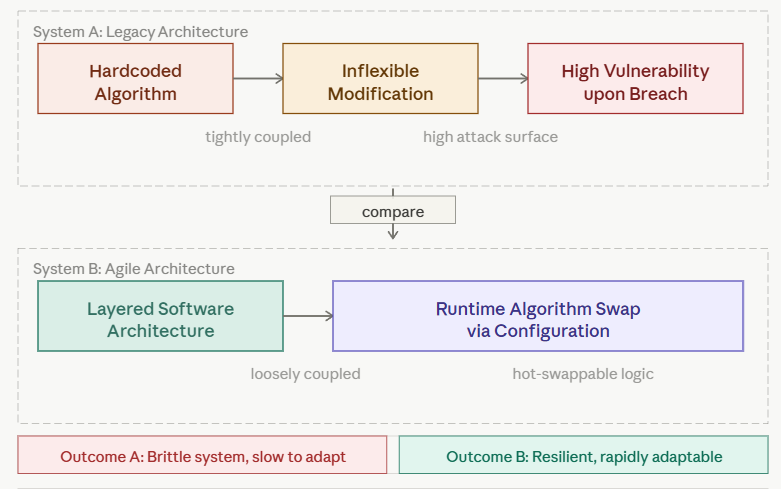 System A: Legacy Architecture
Hardcoded
Algorithm
Inflexible
Modification
High Vulnerability
upon Breach
tightly coupled
high attack surface
compare
System B: Agile Architecture
Layered Software
Architecture
Runtime Algorithm Swap
via Configuration
loosely coupled
hot-swappable logic
Outcome A: Brittle system, slow to adapt
Outcome B: Resilient, rapidly adaptable